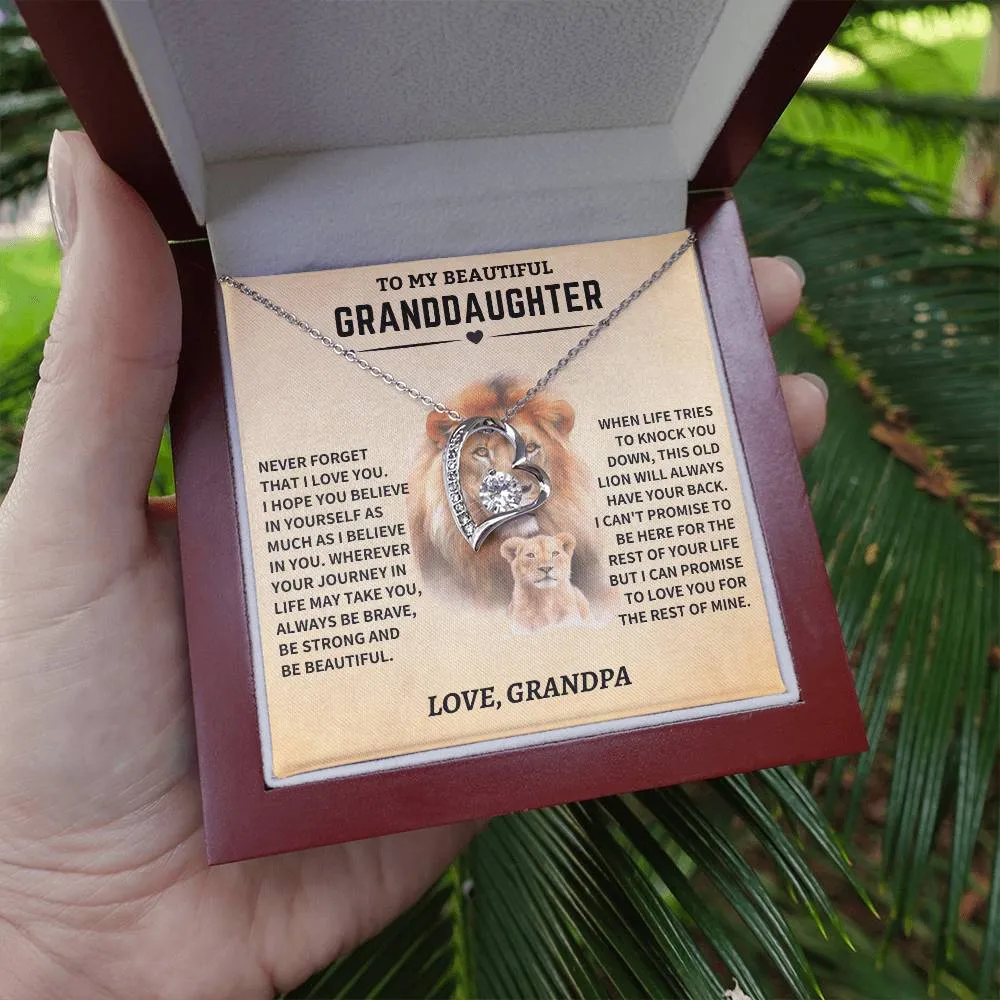 TO MY BEAUTIFUL
GRANDDAUGHTER
NEVER FORGET
THAT I LOVE YOU.
I HOPE YOU BELIEVE
IN YOURSELF AS
MUCH AS I BELIEVE
IN YOU. WHEREVER
YOUR JOURNEY IN
LIFE MAY TAKE YOU,
ALWAYS BE BRAVE,
BE STRONG AND
BE BEAUTIFUL.
WHEN LIFE TRIES
TO KNOCK YOU
DOWN, THIS OLD
LION WILL ALWAYS
HAVE YOUR BACK.
I CAN'T PROMISE TO
BE HERE FOR THE
REST OF YOUR LIFE
BUT I CAN PROMISE
TO LOVE YOU FOR
THE REST OF MINE.
LOVE, GRANDPA